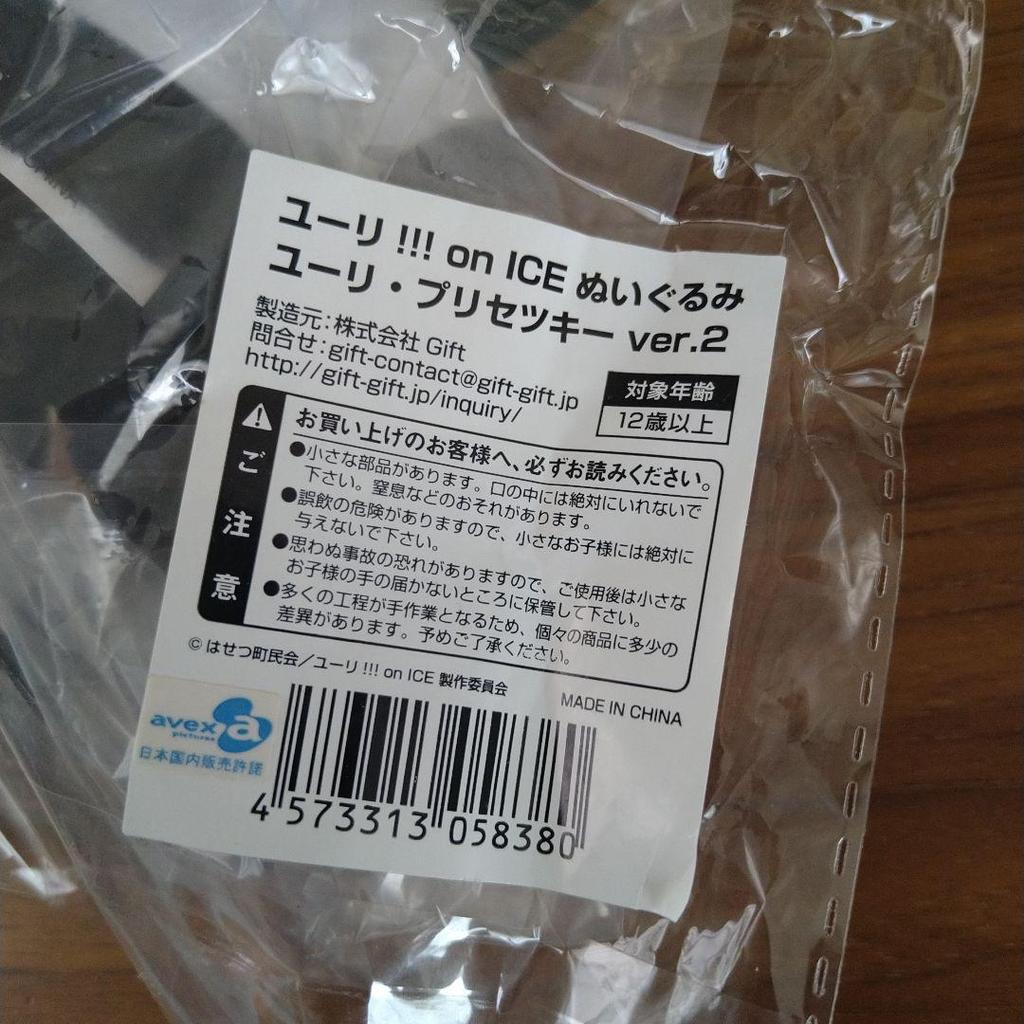 ユーリ !!! on ICE ぬいぐるみ
ユーリ・プリセツキー ver.2
製造元：株式会社 Gift
問合せ：gift-contact@gift-gift.jp
http://gift-gift.jp/inquiry/
対象年齢
12歳以上
ご注意
お買い上げのお客様へ、必ずお読みください。
●小さな部品があります。口の中には絶対にいれないで
下さい。窒息などのおそれがあります。
●誤飲の危険がありますので、小さなお子様には絶対に
与えないで下さい。
●思わぬ事故の恐れがありますので、ご使用後は小さな
お子様の手の届かないところに保管して下さい。
●多くの工程が手作業となるため、個々の商品に多少の
差異があります。予めご了承ください。
© はせつ町民会／ユーリ !!! on ICE 製作委員会
MADE IN CHINA
avex a
pictures
日本国内販売許諾
4 573313 058380